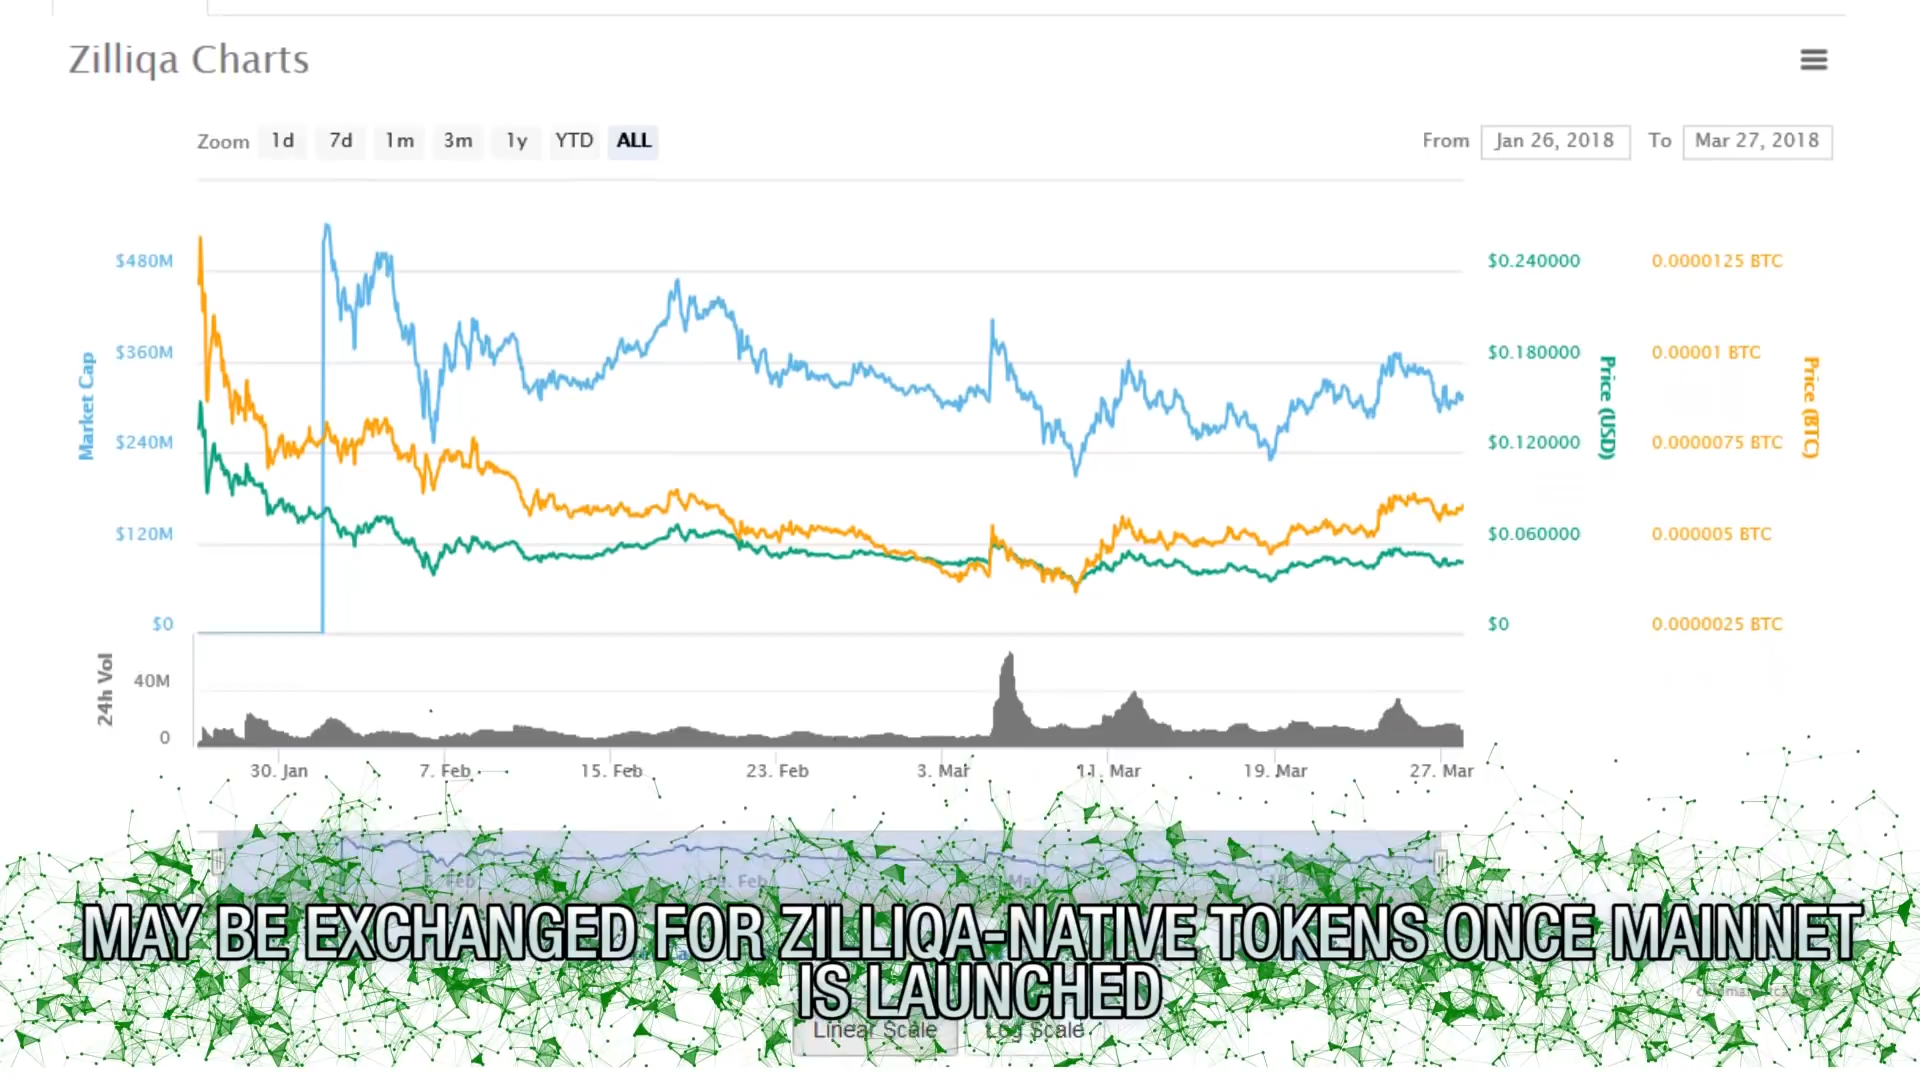 Zilliqa Charts
Zoom 1d 7d 1m 3m 1y YTD ALL
From Jan 26, 2018 To Mar 27, 2018
$480M $0.240000 0.0000125 BTC
$360M $0.180000 0.00001 BTC
Market Cap
Price (USD)
Price (BTC)
$240M $0.120000 0.0000075 BTC
$120M $0.060000 0.000005 BTC
$0 $0 0.0000025 BTC
24h Vol
40M
0
30. Jan 7. Feb 15. Feb 23. Feb 3. Mar 11. Mar 19. Mar 27. Mar
Feb Feb Mar
MAY BE EXCHANGED FOR ZILLIQA-NATIVE TOKENS ONCE MAINNET
IS LAUNCHED
Linear Scale Log Scale